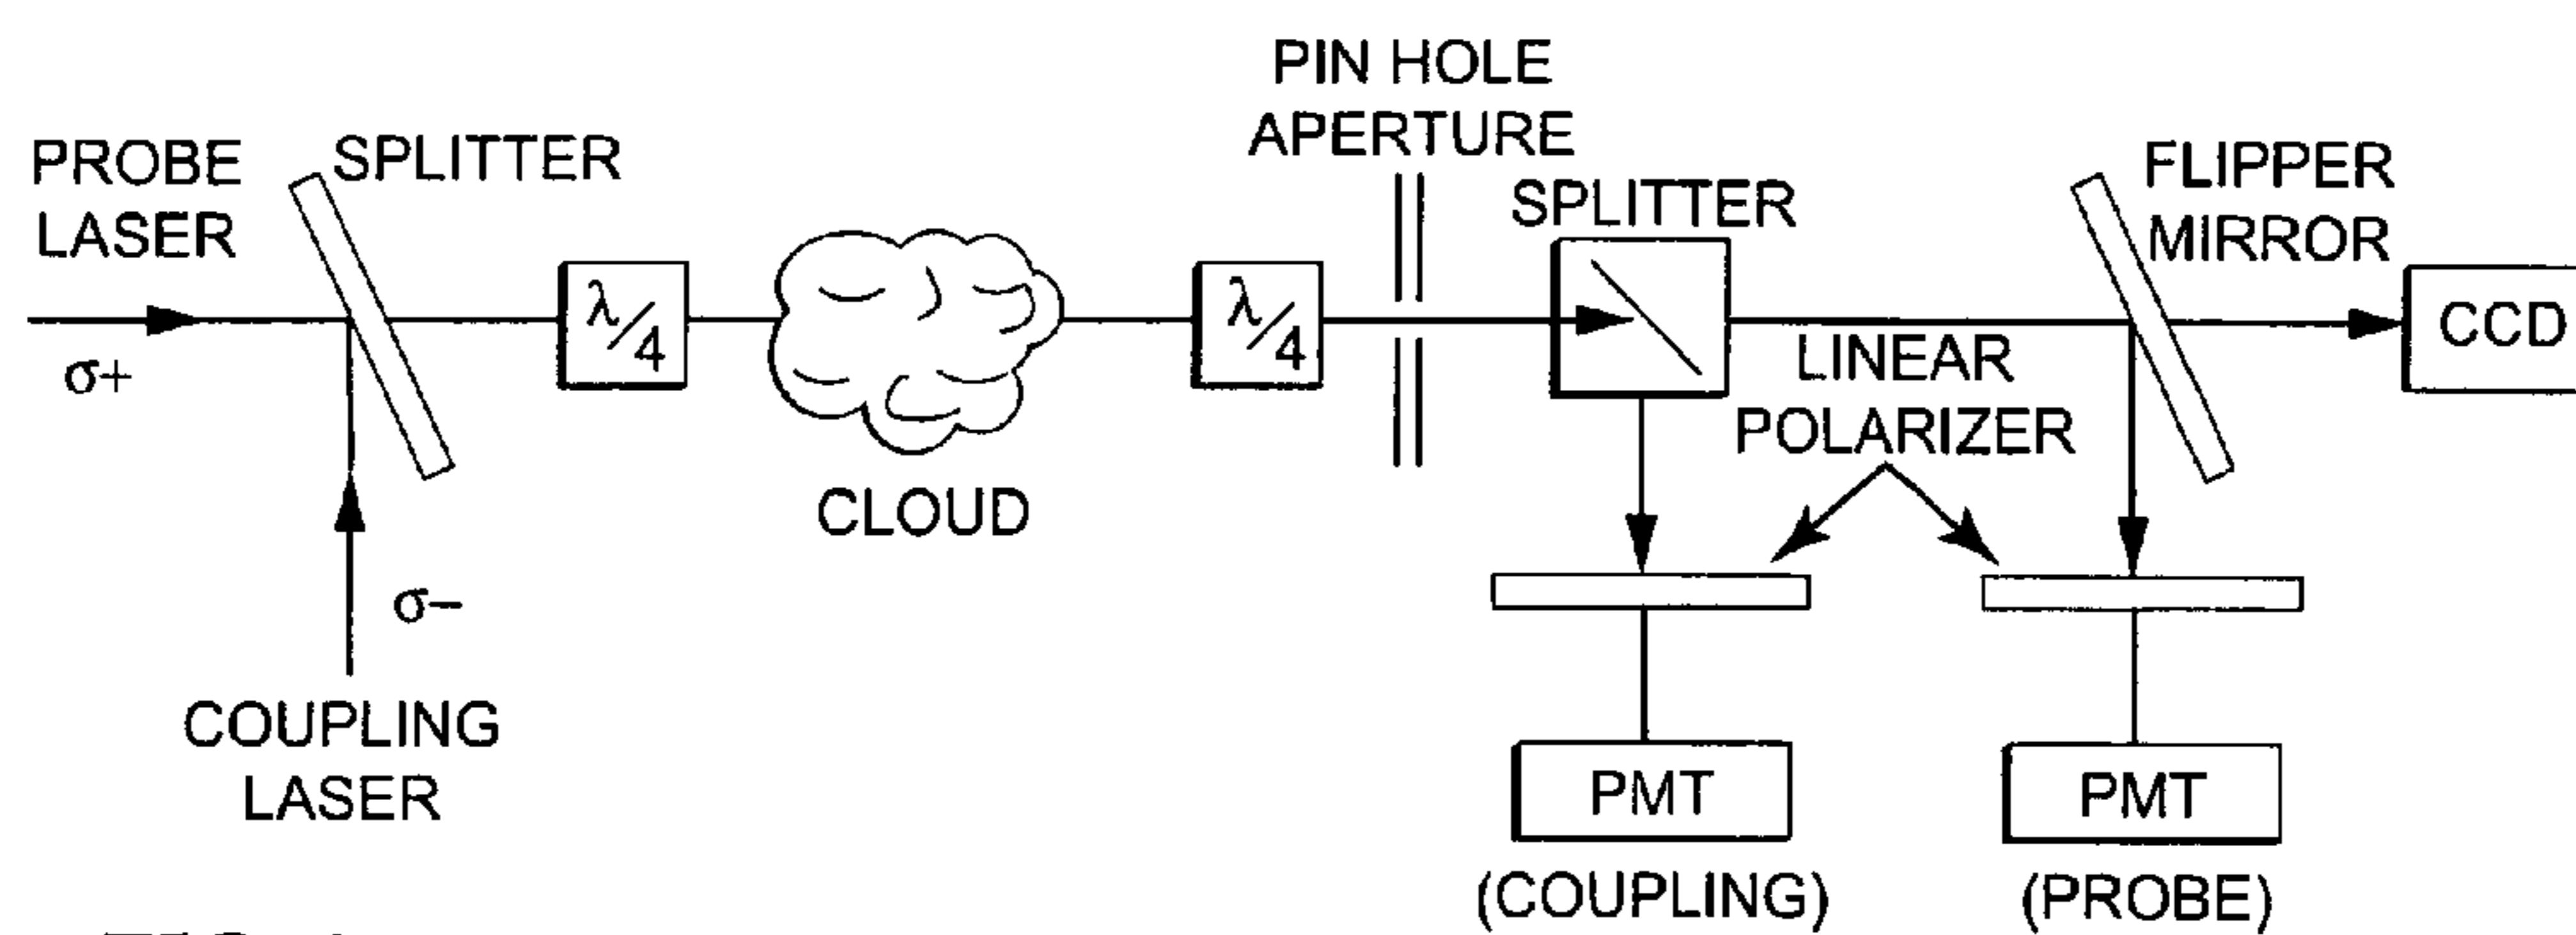 PROBE
LASER
SPLITTER
σ+
λ/4
CLOUD
COUPLING
LASER
σ−
λ/4
PIN HOLE
APERTURE
SPLITTER
LINEAR
POLARIZER
FLIPPER
MIRROR
CCD
PMT
(COUPLING)
PMT
(PROBE)